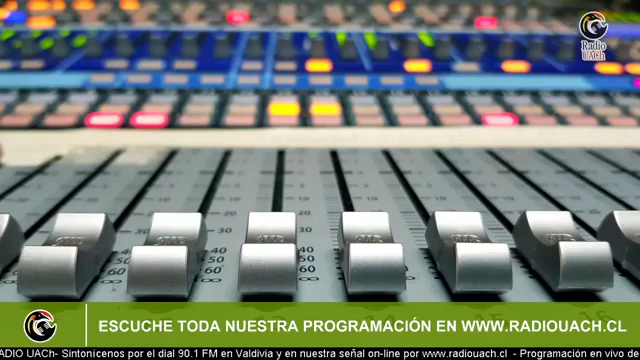 Radio
UACh
ESCUCHE TODA NUESTRA PROGRAMACIÓN EN WWW.RADIOUACH.CL
ADIO UACh- Sintonicenos por el dial 90.1 FM en Valdivia y en nuestra señal on-line por www.radiouach.cl - Programación en vivo de